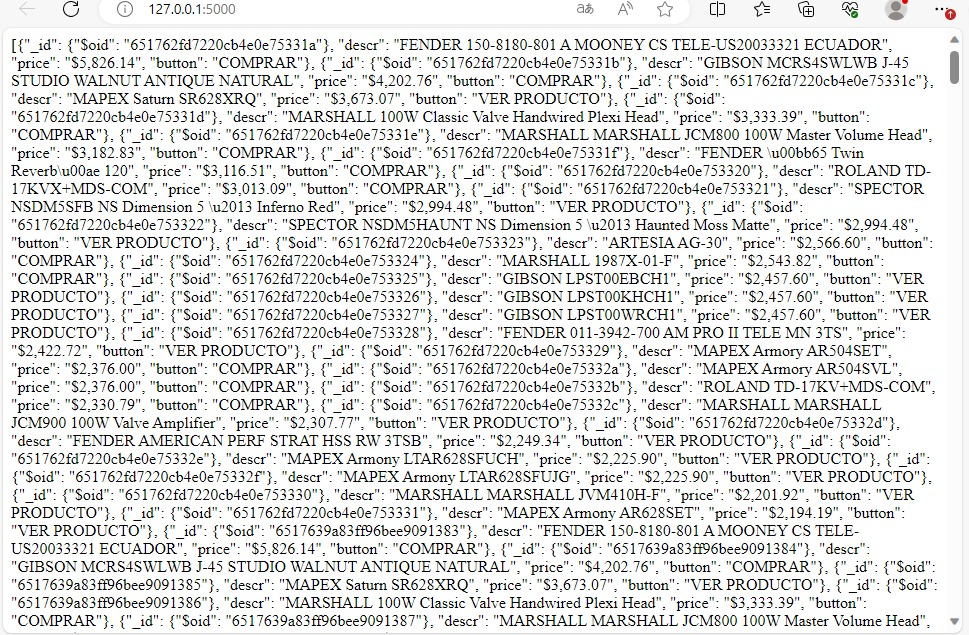 127.0.0.1:5000
[{"_id": {"$oid": "651762fd7220cb4e0e75331a"}, "descr": "FENDER 150-8180-801 A MOONEY CS TELE-US20033321 ECUADOR",
"price": "$5,826.14", "button": "COMPRAR"}, {"_id": {"$oid": "651762fd7220cb4e0e75331b"}, "descr": "GIBSON MCRS4SWLWB J-45
STUDIO WALNUT ANTIQUE NATURAL", "price": "$4,202.76", "button": "COMPRAR"}, {"_id": {"$oid": "651762fd7220cb4e0e75331c"},
"descr": "MAPEX Saturn SR628XRQ", "price": "$3,673.07", "button": "VER PRODUCTO"}, {"_id": {"$oid":
"651762fd7220cb4e0e75331d"}, "descr": "MARSHALL 100W Classic Valve Handwired Plexi Head", "price": "$3,333.39", "button":
"COMPRAR"}, {"_id": {"$oid": "651762fd7220cb4e0e75331e"}, "descr": "MARSHALL MARSHALL JCM800 100W Master Volume Head",
"price": "$3,182.83", "button": "COMPRAR"}, {"_id": {"$oid": "651762fd7220cb4e0e75331f"}, "descr": "FENDER \u00bb65 Twin
Reverb\u00ae 120", "price": "$3,116.51", "button": "COMPRAR"}, {"_id": {"$oid": "651762fd7220cb4e0e753320"}, "descr": "ROLAND TD-
17KVX+MDS-COM", "price": "$3,013.09", "button": "COMPRAR"}, {"_id": {"$oid": "651762fd7220cb4e0e753321"}, "descr": "SPECTOR
NSDM5SFB NS Dimension 5 \u2013 Inferno Red", "price": "$2,994.48", "button": "VER PRODUCTO"}, {"_id": {"$oid":
"651762fd7220cb4e0e753322"}, "descr": "SPECTOR NSDM5HAUNT NS Dimension 5 \u2013 Haunted Moss Matte", "price": "$2,994.48",
"button": "VER PRODUCTO"}, {"_id": {"$oid": "651762fd7220cb4e0e753323"}, "descr": "ARTESIA AG-30", "price": "$2,566.60", "button":
"COMPRAR"}, {"_id": {"$oid": "651762fd7220cb4e0e753324"}, "descr": "MARSHALL 1987X-01-F", "price": "$2,543.82", "button":
"COMPRAR"}, {"_id": {"$oid": "651762fd7220cb4e0e753325"}, "descr": "GIBSON LPST00EBCH1", "price": "$2,457.60", "button": "VER
PRODUCTO"}, {"_id": {"$oid": "651762fd7220cb4e0e753326"}, "descr": "GIBSON LPST00KHCH1", "price": "$2,457.60", "button": "VER
PRODUCTO"}, {"_id": {"$oid": "651762fd7220cb4e0e753327"}, "descr": "GIBSON LPST00WRCH1", "price": "$2,457.60", "button": "VER
PRODUCTO"}, {"_id": {"$oid": "651762fd7220cb4e0e753328"}, "descr": "FENDER 011-3942-700 AM PRO II TELE MN 3TS", "price":
"$2,422.72", "button": "VER PRODUCTO"}, {"_id": {"$oid": "651762fd7220cb4e0e753329"}, "descr": "MAPEX Armory AR504SET",
"price": "$2,376.00", "button": "COMPRAR"}, {"_id": {"$oid": "651762fd7220cb4e0e75332a"}, "descr": "MAPEX Armory AR504SVL",
"price": "$2,376.00", "button": "COMPRAR"}, {"_id": {"$oid": "651762fd7220cb4e0e75332b"}, "descr": "ROLAND TD-17KV+MDS-COM",
"price": "$2,330.79", "button": "COMPRAR"}, {"_id": {"$oid": "651762fd7220cb4e0e75332c"}, "descr": "MARSHALL MARSHALL
JCM900 100W Valve Amplifier", "price": "$2,307.77", "button": "VER PRODUCTO"}, {"_id": {"$oid": "651762fd7220cb4e0e75332d"},
"descr": "FENDER AMERICAN PERF STRAT HSS RW 3TSB", "price": "$2,249.34", "button": "VER PRODUCTO"}, {"_id": {"$oid":
"651762fd7220cb4e0e75332e"}, "descr": "MAPEX Armony LTAR628SFUCH", "price": "$2,225.90", "button": "VER PRODUCTO"}, {"_id":
{"$oid": "651762fd7220cb4e0e75332f"}, "descr": "MAPEX Armony LTAR628SFUJG", "price": "$2,225.90", "button": "VER PRODUCTO"},
{"_id": {"$oid": "651762fd7220cb4e0e753330"}, "descr": "MARSHALL MARSHALL JVM410H-F", "price": "$2,201.92", "button": "VER
PRODUCTO"}, {"_id": {"$oid": "651762fd7220cb4e0e753331"}, "descr": "MAPEX Armory AR628SET", "price": "$2,194.19", "button":
"VER PRODUCTO"}, {"_id": {"$oid": "6517639a83ff96bee9091383"}, "descr": "FENDER 150-8180-801 A MOONEY CS TELE-
US20033321 ECUADOR", "price": "$5,826.14", "button": "COMPRAR"}, {"_id": {"$oid": "6517639a83ff96bee9091384"}, "descr":
"GIBSON MCRS4SWLWB J-45 STUDIO WALNUT ANTIQUE NATURAL", "price": "$4,202.76", "button": "COMPRAR"}, {"_id": {"$oid":
"6517639a83ff96bee9091385"}, "descr": "MAPEX Saturn SR628XRQ", "price": "$3,673.07", "button": "VER PRODUCTO"}, {"_id": {"$oid":
"6517639a83ff96bee9091386"}, "descr": "MARSHALL 100W Classic Valve Handwired Plexi Head", "price": "$3,333.39", "button":
"COMPRAR"}, {"_id": {"$oid": "6517639a83ff96bee9091387"}, "descr": "MARSHALL MARSHALL JCM800 100W Master Volume Head",